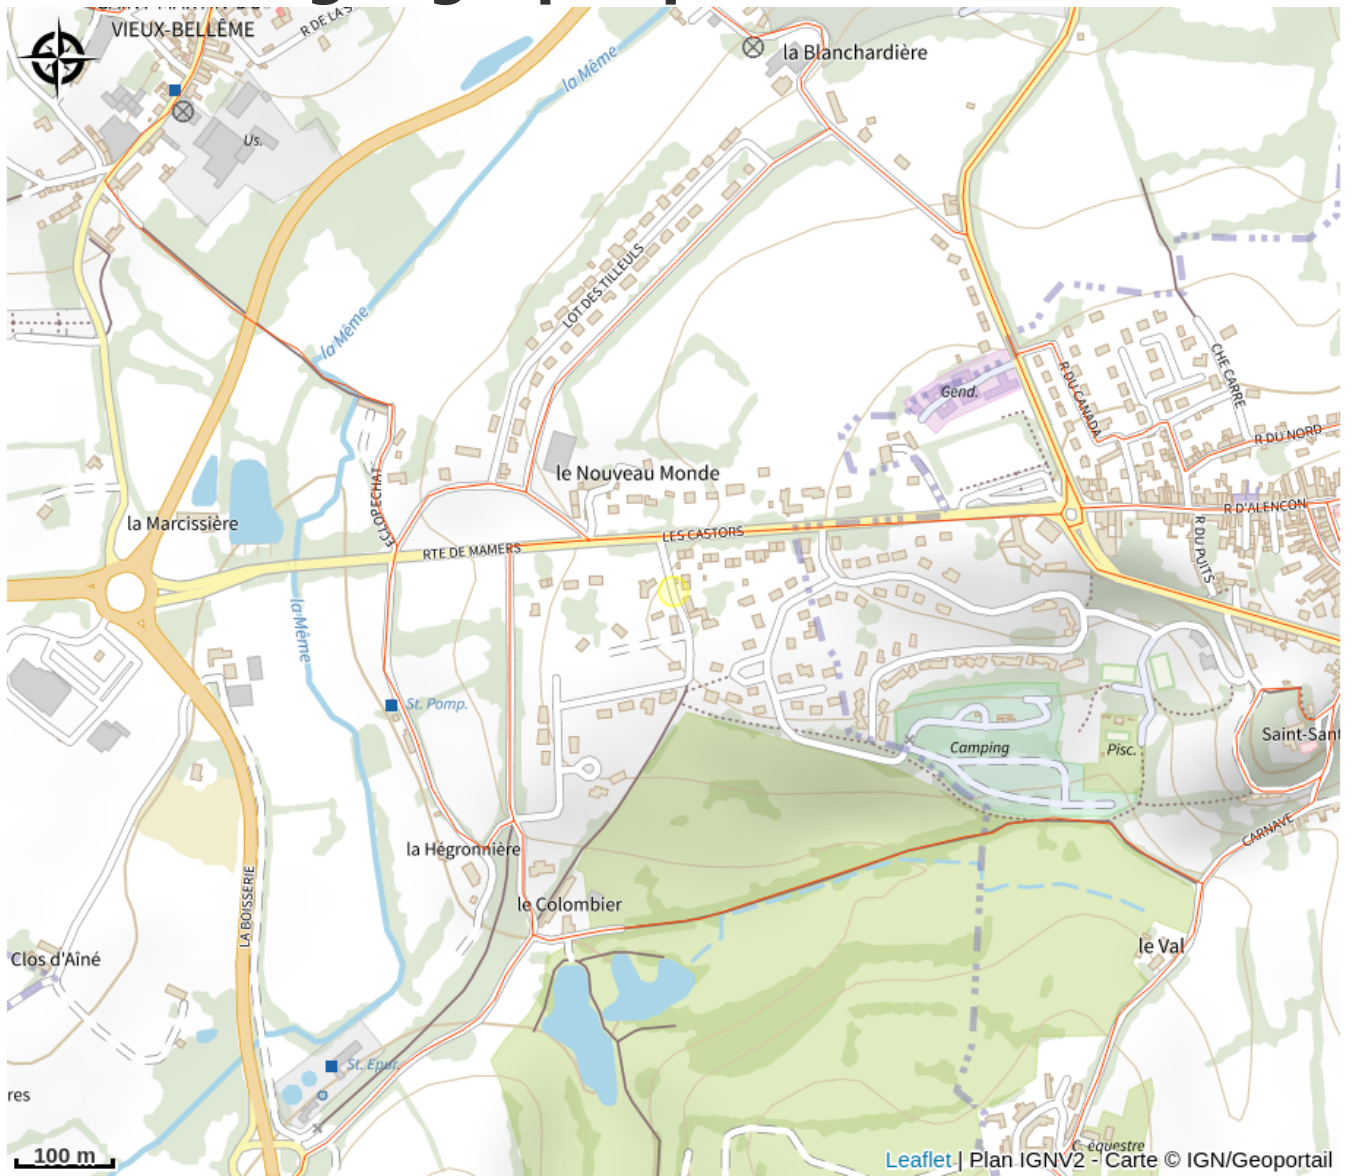 VIEUX-BELLÊME
R DE LA S
la Même
la Blanchardière
Us.
LOT DES TILLEULS
la Même
CHE CARRE
R DU CANADA
Gend.
R DU NORD
le Nouveau Monde
ECLOPECHAT
R D'ALENCON
la Marcissière
LES CASTORS
RTE DE MAMERS
R DU PUITS
la Même
St. Pomp.
Saint-Sant
Camping
Pisc.
CARNAVE
la Hégronnière
LA BOISSERIE
le Colombier
le Val
Clos d'Aîné
St. Epur.
res
C. équestre
100 m
Leaflet | Plan IGNV2 - Carte © IGN/Geoportail